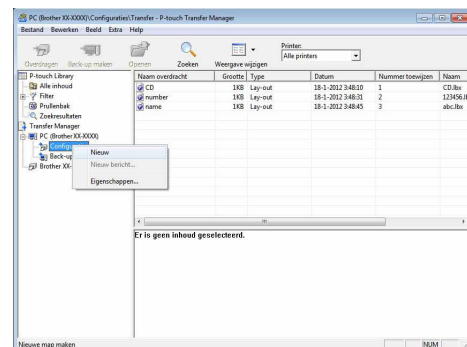 PC (Brother XX-XXXX)\Configuraties\Transfer - P-touch Transfer Manager
Bestand Bewerken Beeld Extra Help
Overdragen Back-up maken Openen Zoeken Weergave wijzigen
Printer:
Alle printers
P-touch Library
Alle inhoud
Filter
Prullenbak
Zoekresultaten
Transfer Manager
PC (Brother XX-XXXX)
Configuraties
Back-up
Brother XX-
Nieuw
Nieuw bericht...
Eigenschappen...
Naam overdracht Grootte Type Datum Nummer toewijzen Naam
CD 1KB Lay-out 18-1-2012 3:48:10 1 CD.lbx
number 1KB Lay-out 18-1-2012 3:48:31 2 123456.lb
name 1KB Lay-out 18-1-2012 3:48:45 3 abc.lbx
Er is geen inhoud geselecteerd.
Nieuwe map maken NUM